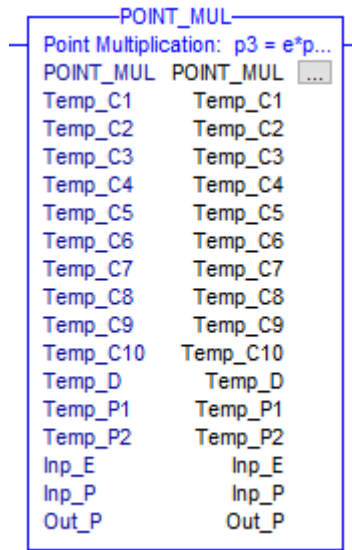 POINT_MUL
Point Multiplication: p3 = e*p...
POINT_MUL POINT_MUL ...
Temp_C1 Temp_C1
Temp_C2 Temp_C2
Temp_C3 Temp_C3
Temp_C4 Temp_C4
Temp_C5 Temp_C5
Temp_C6 Temp_C6
Temp_C7 Temp_C7
Temp_C8 Temp_C8
Temp_C9 Temp_C9
Temp_C10 Temp_C10
Temp_D Temp_D
Temp_P1 Temp_P1
Temp_P2 Temp_P2
Inp_E Inp_E
Inp_P Inp_P
Out_P Out_P